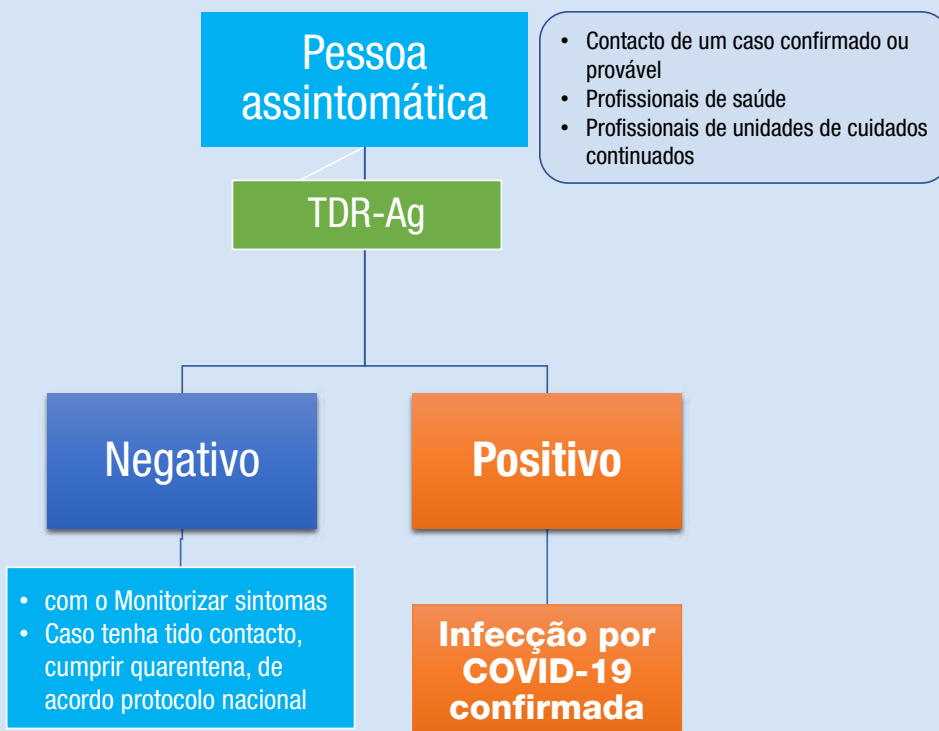 Pessoa
assintomática
• Contacto de um caso confirmado ou
provável
• Profissionais de saúde
• Profissionais de unidades de cuidados
continuados
TDR-Ag
Negativo
Positivo
• com o Monitorizar sintomas
• Caso tenha tido contacto,
cumprir quarentena, de
acordo protocolo nacional
Infecção por
COVID-19
confirmada